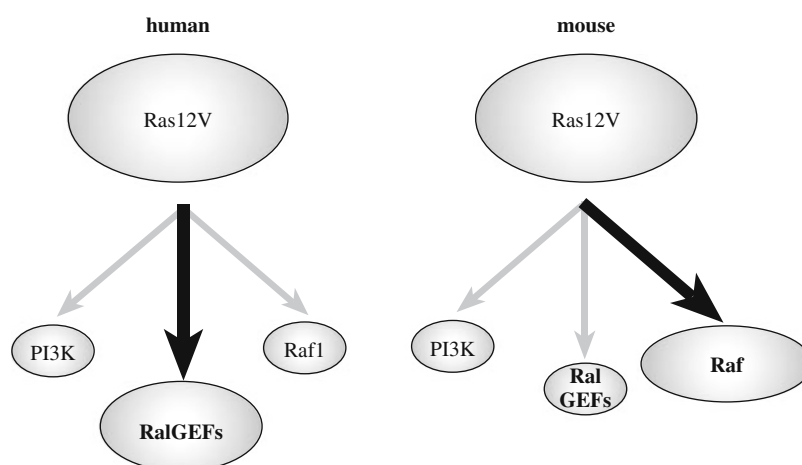 human
Ras12V
PI3K
Raf1
RalGEFs
mouse
Ras12V
PI3K
Ral
GEFs
Raf